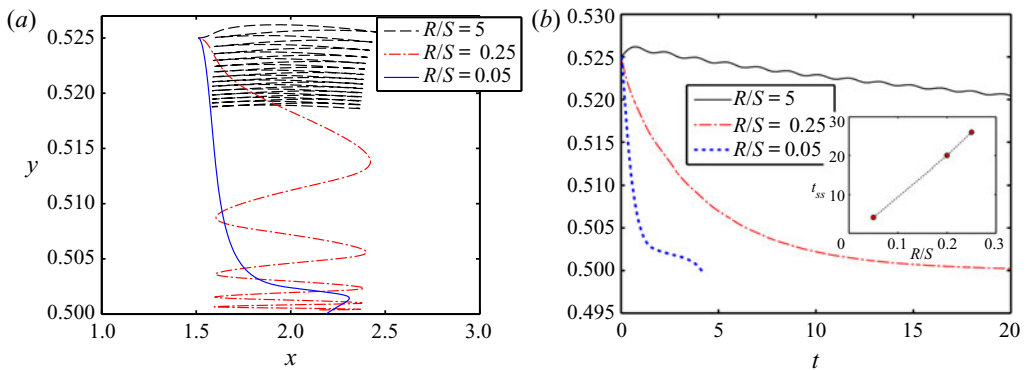 (a)
0.525
0.520
0.515
y
0.510
0.505
0.500
1.0 1.5 2.0 2.5 3.0
x
R/S = 5
R/S = 0.25
R/S = 0.05
(b)
0.530
0.525
0.520
0.515
0.510
0.505
0.500
0.495
0 5 10 15 20
t
R/S = 5
R/S = 0.25
R/S = 0.05
30
20
t_ss
10
0 0.1 0.2 0.3
R/S